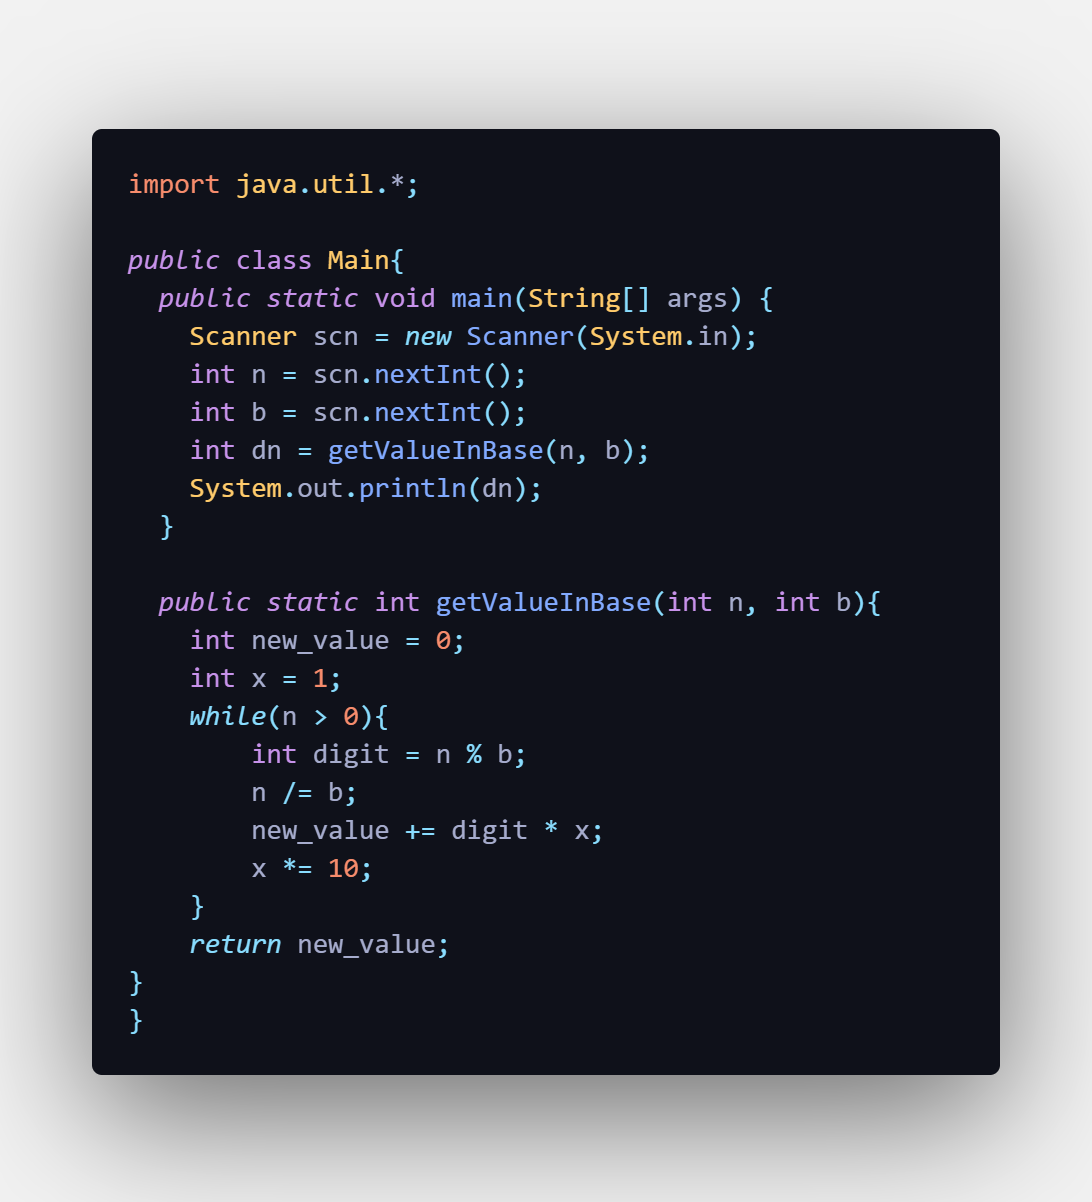 import java.util.*;
public class Main{
  public static void main(String[] args) {
    Scanner scn = new Scanner(System.in);
    int n = scn.nextInt();
    int b = scn.nextInt();
    int dn = getValueInBase(n, b);
    System.out.println(dn);
  }
  public static int getValueInBase(int n, int b){
    int new_value = 0;
    int x = 1;
    while(n > 0){
        int digit = n % b;
        n /= b;
        new_value += digit * x;
        x *= 10;
    }
    return new_value;
}
}